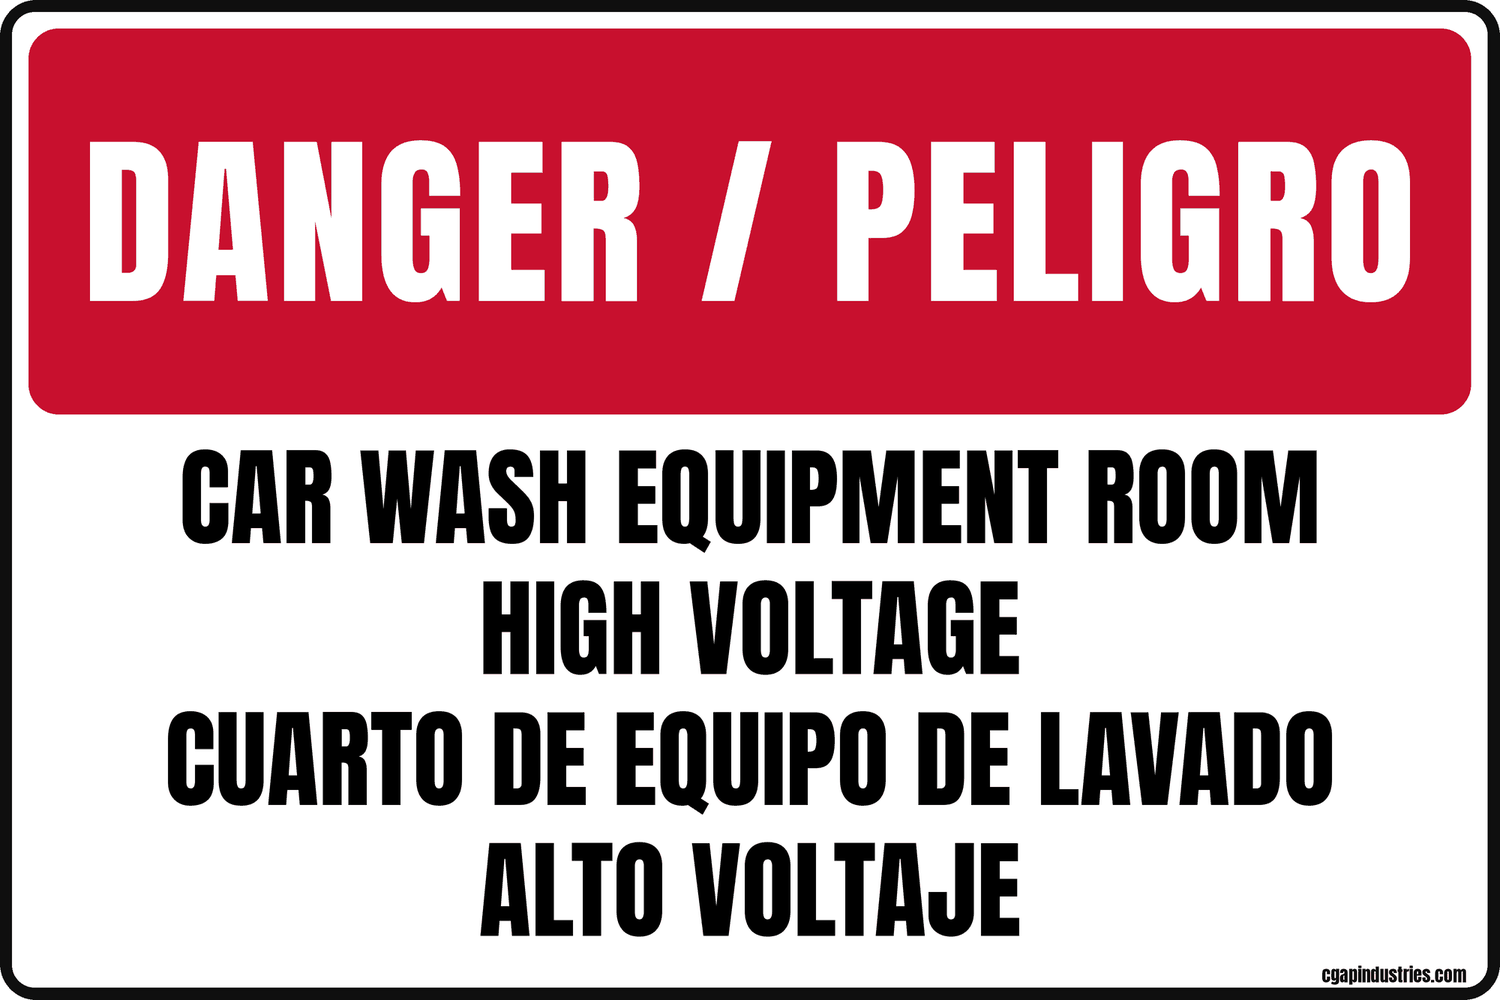 DANGER / PELIGRO
CAR WASH EQUIPMENT ROOM
HIGH VOLTAGE
CUARTO DE EQUIPO DE LAVADO
ALTO VOLTAJE
cgapindustries.com